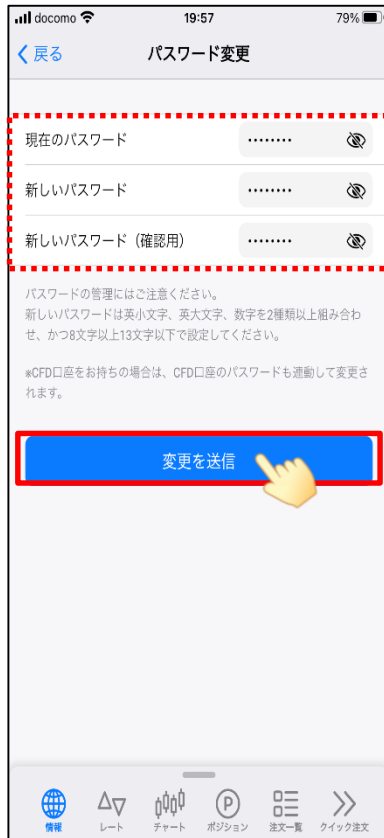 docomo 19:57 79%
戻る パスワード変更
現在のパスワード ••••••••
新しいパスワード ••••••••
新しいパスワード（確認用） ••••••••
パスワードの管理にはご注意ください。
新しいパスワードは英小文字、英大文字、数字を2種類以上組み合わ
せ、かつ8文字以上13文字以下で設定してください。
※CFD口座をお持ちの場合は、CFD口座のパスワードも連動して変更さ
れます。
変更を送信
情報 レート チャート ポジション 注文一覧 クイック注文